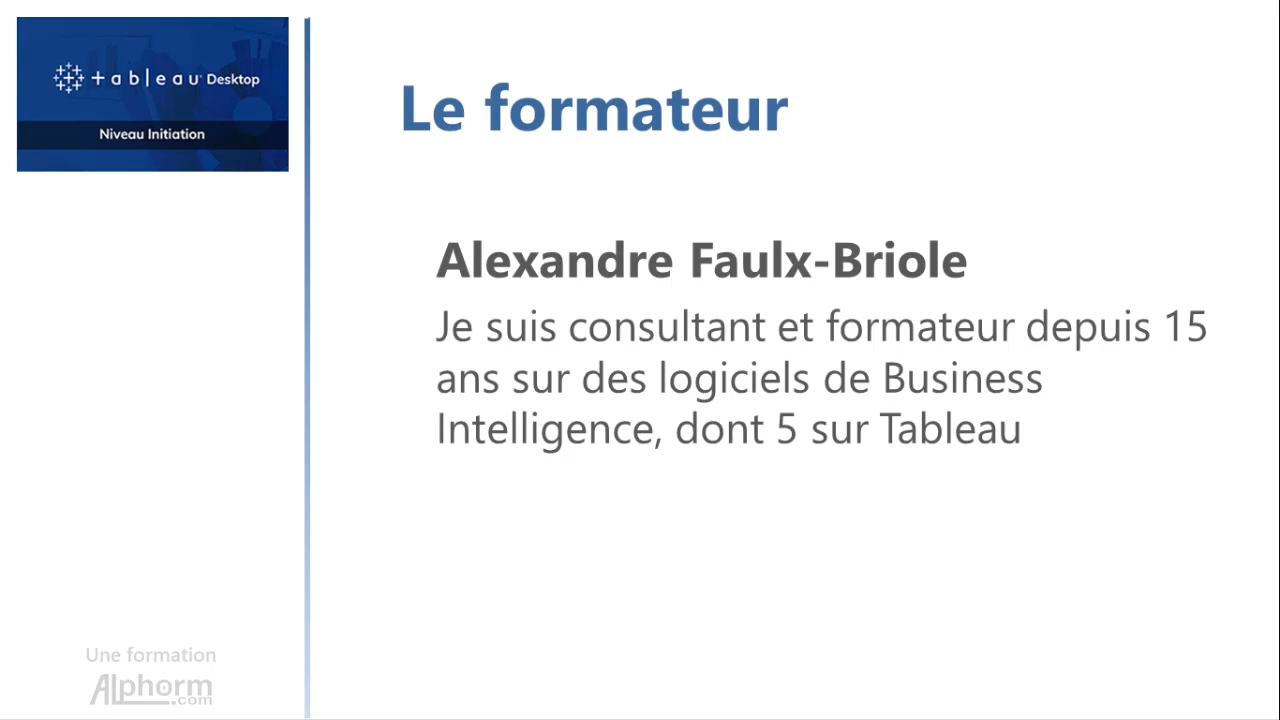 + a b l e a u Desktop
Niveau Initiation
Le formateur
Alexandre Faulx-Briole
Je suis consultant et formateur depuis 15
ans sur des logiciels de Business
Intelligence, dont 5 sur Tableau
Une formation
Alphorm
.com